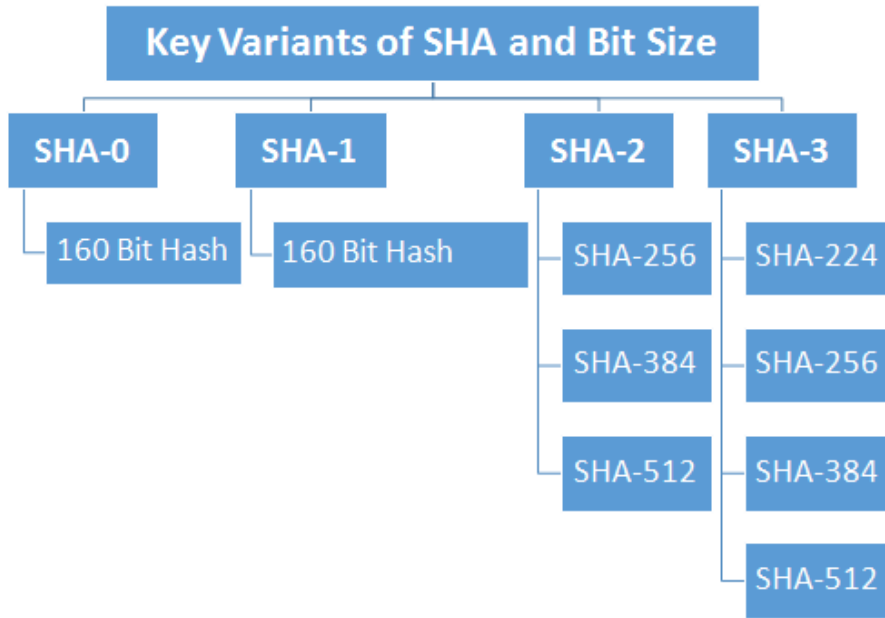 Key Variants of SHA and Bit Size
SHA-0
160 Bit Hash
SHA-1
160 Bit Hash
SHA-2
SHA-256
SHA-384
SHA-512
SHA-3
SHA-224
SHA-256
SHA-384
SHA-512